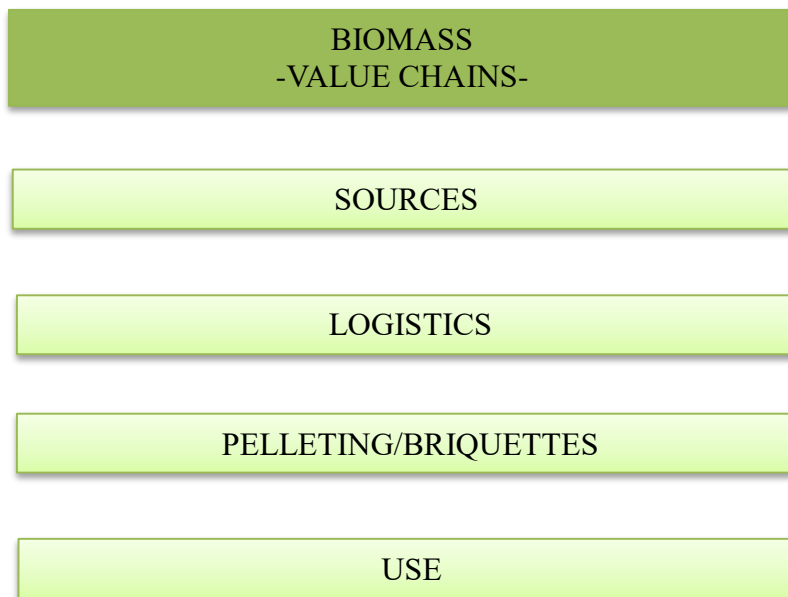 BIOMASS
-VALUE CHAINS-
SOURCES
LOGISTICS
PELLETING/BRIQUETTES
USE